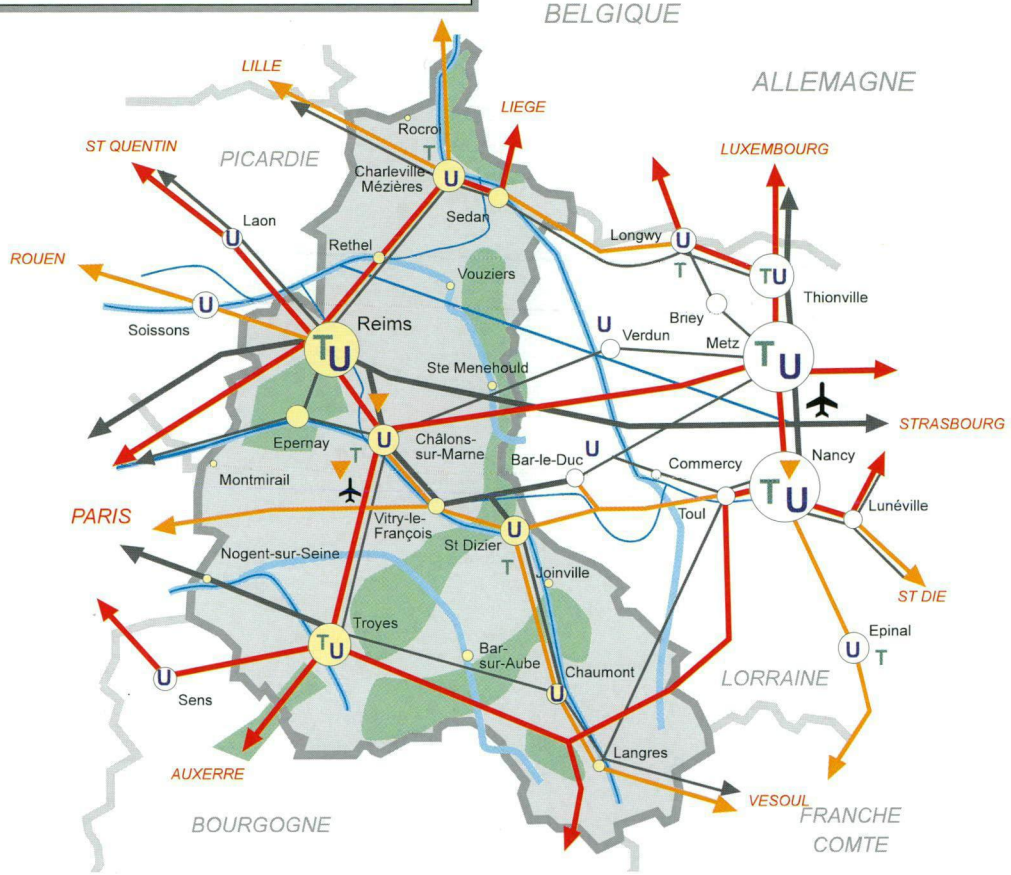 BELGIQUE
ALLEMAGNE
LILLE
LIEGE
Rocroi
ST QUENTIN
PICARDIE
T
U
Charleville
Mézières
LUXEMBOURG
Sedan
Laon
U
Longwy
U
T
ROUEN
Rethel
Vouziers
TU
Thionville
Soissons
U
Briey
Reims
TU
U
Verdun
Metz
TU
Ste Menehould
STRASBOURG
Epernay
U
T
Châlons-
sur-Marne
Bar-le-Duc
U
Commercy
Nancy
TU
Montmirail
Toul
Lunéville
PARIS
Vitry-le-
François
St Dizier
U
T
Nogent-sur-Seine
Joinville
ST DIE
Troyes
TU
Epinal
U
T
Bar-
sur-Aube
Chaumont
U
LORRAINE
Sens
U
Langres
AUXERRE
VESOUL
FRANCHE
COMTE
BOURGOGNE